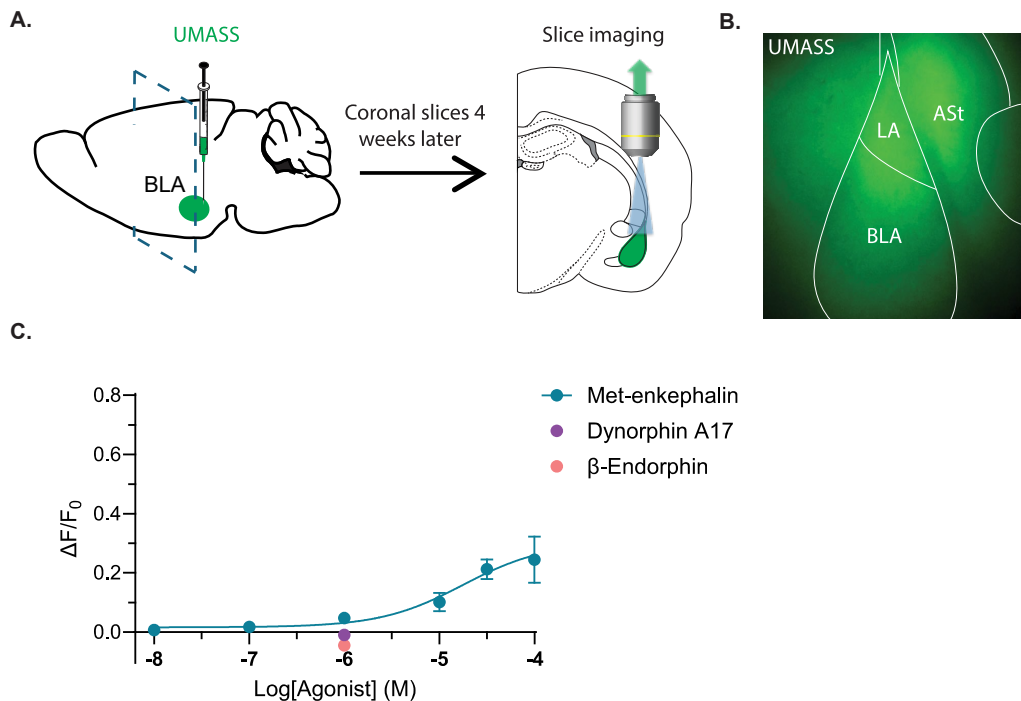 A.
UMASS
BLA
Coronal slices 4
weeks later
Slice imaging
B.
UMASS
ASt
LA
BLA
C.
Met-enkephalin
Dynorphin A17
β-Endorphin
0.8
0.6
0.4
0.2
0.0
ΔF/F₀
-8 -7 -6 -5 -4
Log[Agonist] (M)